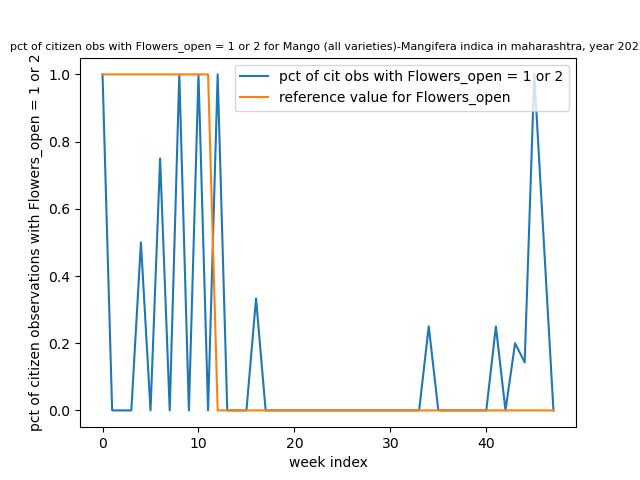 pct of citizen obs with Flowers_open = 1 or 2 for Mango (all varieties)-Mangifera indica in maharashtra, year 202
pct of cit obs with Flowers_open = 1 or 2
reference value for Flowers_open
pct of citizen observations with Flowers_open = 1 or 2
1.0
0.8
0.6
0.4
0.2
0.0
0 10 20 30 40
week index